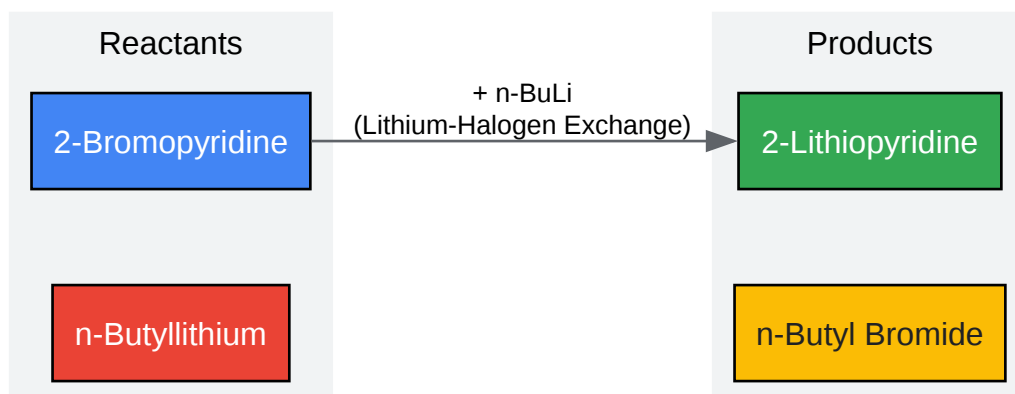 Reactants
Products
2-Bromopyridine
+ n-BuLi
(Lithium-Halogen Exchange)
2-Lithiopyridine
n-Butyllithium
n-Butyl Bromide